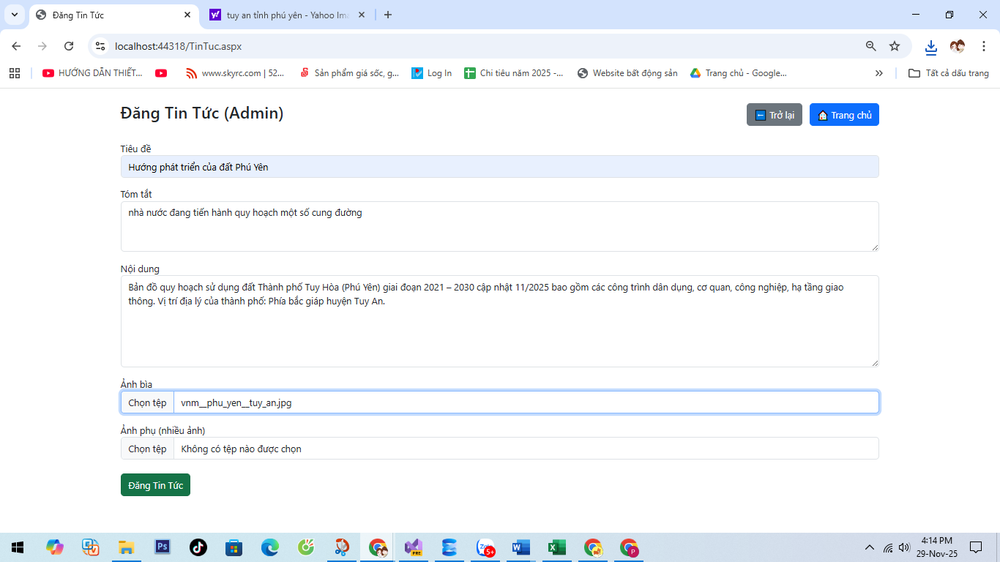 Đăng Tin Tức
tuy an tỉnh phú yên - Yahoo Ima
localhost:44318/TinTuc.aspx
HƯỚNG DẪN THIẾT...
www.skyrc.com | 52...
Sản phẩm giá sốc, g...
Log In
Chi tiêu năm 2025 -...
Website bất động sản
Trang chủ - Google...
Tất cả dấu trang
Đăng Tin Tức (Admin)
Trở lại
Trang chủ
Tiêu đề
Hướng phát triển của đất Phú Yên
Tóm tắt
nhà nước đang tiến hành quy hoạch một số cung đường
Nội dung
Bản đồ quy hoạch sử dụng đất Thành phố Tuy Hòa (Phú Yên) giai đoạn 2021 – 2030 cập nhật 11/2025 bao gồm các công trình dân dụng, cơ quan, công nghiệp, hạ tầng giao
thông. Vị trí địa lý của thành phố: Phía bắc giáp huyện Tuy An.
Ảnh bìa
Chọn tệp vnm__phu_yen__tuy_an.jpg
Ảnh phụ (nhiều ảnh)
Chọn tệp Không có tệp nào được chọn
Đăng Tin Tức
Ps
PRE
5+
W
X
P
4:14 PM
29-Nov-25